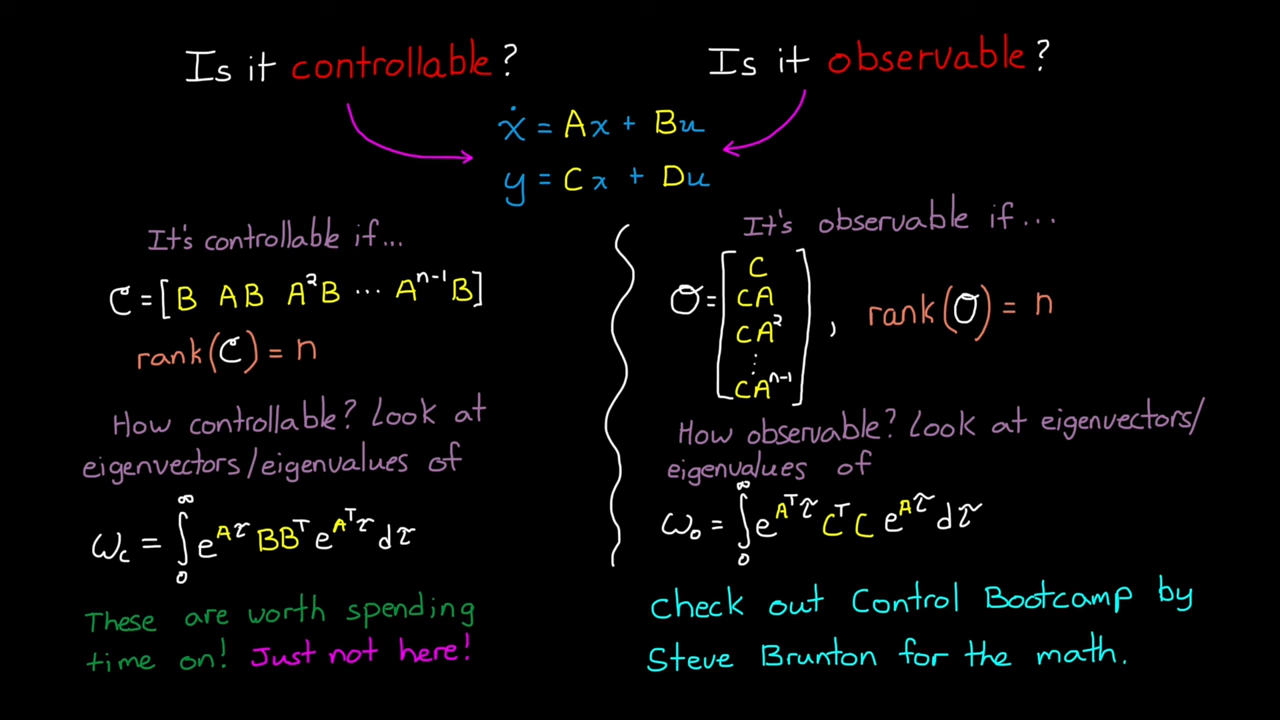 Is it controllable?
Is it observable?
ẋ = Ax + Bu
y = Cx + Du
It's controllable if...
𝒞 = [B AB A²B ... Aⁿ⁻¹B]
rank(𝒞) = n
How controllable? Look at
eigenvectors/eigenvalues of
W_c = ∫₀^∞ e^{Aτ} BBᵀ e^{Aᵀτ} dτ
These are worth spending
time on! Just not here!
It's observable if...
𝒪 = [C
CA
CA²
⋮
CAⁿ⁻¹], rank(𝒪) = n
How observable? Look at eigenvectors/
eigenvalues of
W_o = ∫₀^∞ e^{Aᵀτ} CᵀC e^{Aτ} dτ
Check out Control Bootcamp by
Steve Brunton for the math.